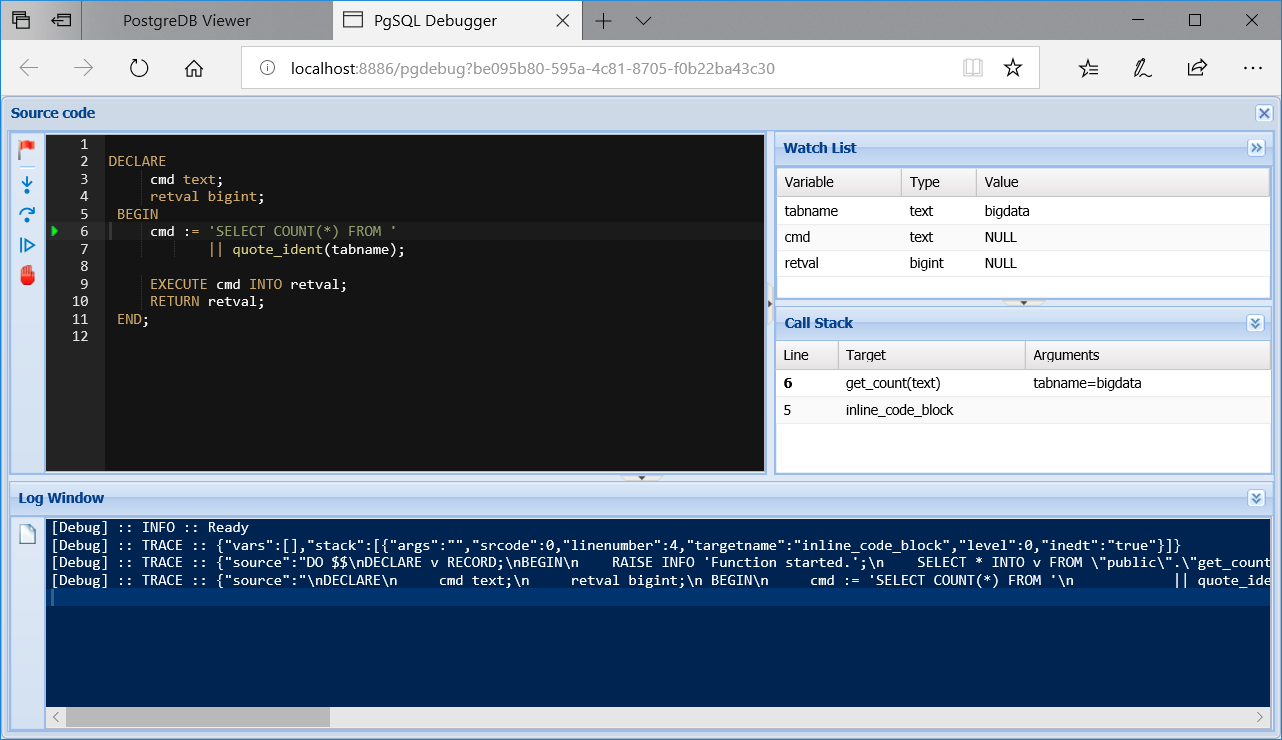 PostgreDB Viewer
PgSQL Debugger
localhost:8886/pgdebug?be095b80-595a-4c81-8705-f0b22ba43c30
Source code
1
2 DECLARE
3 cmd text;
4 retval bigint;
5 BEGIN
6 cmd := 'SELECT COUNT(*) FROM '
7 || quote_ident(tabname);
8
9 EXECUTE cmd INTO retval;
10 RETURN retval;
11 END;
12
Watch List
Variable Type Value
tabname text bigdata
cmd text NULL
retval bigint NULL
Call Stack
Line Target Arguments
6 get_count(text) tabname=bigdata
5 inline_code_block
Log Window
[Debug] :: INFO :: Ready
[Debug] :: TRACE :: {"vars":[],"stack":[{"args":"","srcode":0,"linenumber":4,"targetname":"inline_code_block","level":0,"inedt":"true"}]}
[Debug] :: TRACE :: {"source":"DO $$\nDECLARE v RECORD;\nBEGIN\n    RAISE INFO 'Function started.';\n    SELECT * INTO v FROM \"public\".\"get_count
[Debug] :: TRACE :: {"source":"\nDECLARE\n     cmd text;\n     retval bigint;\n BEGIN\n     cmd := 'SELECT COUNT(*) FROM '\n            || quote_ide